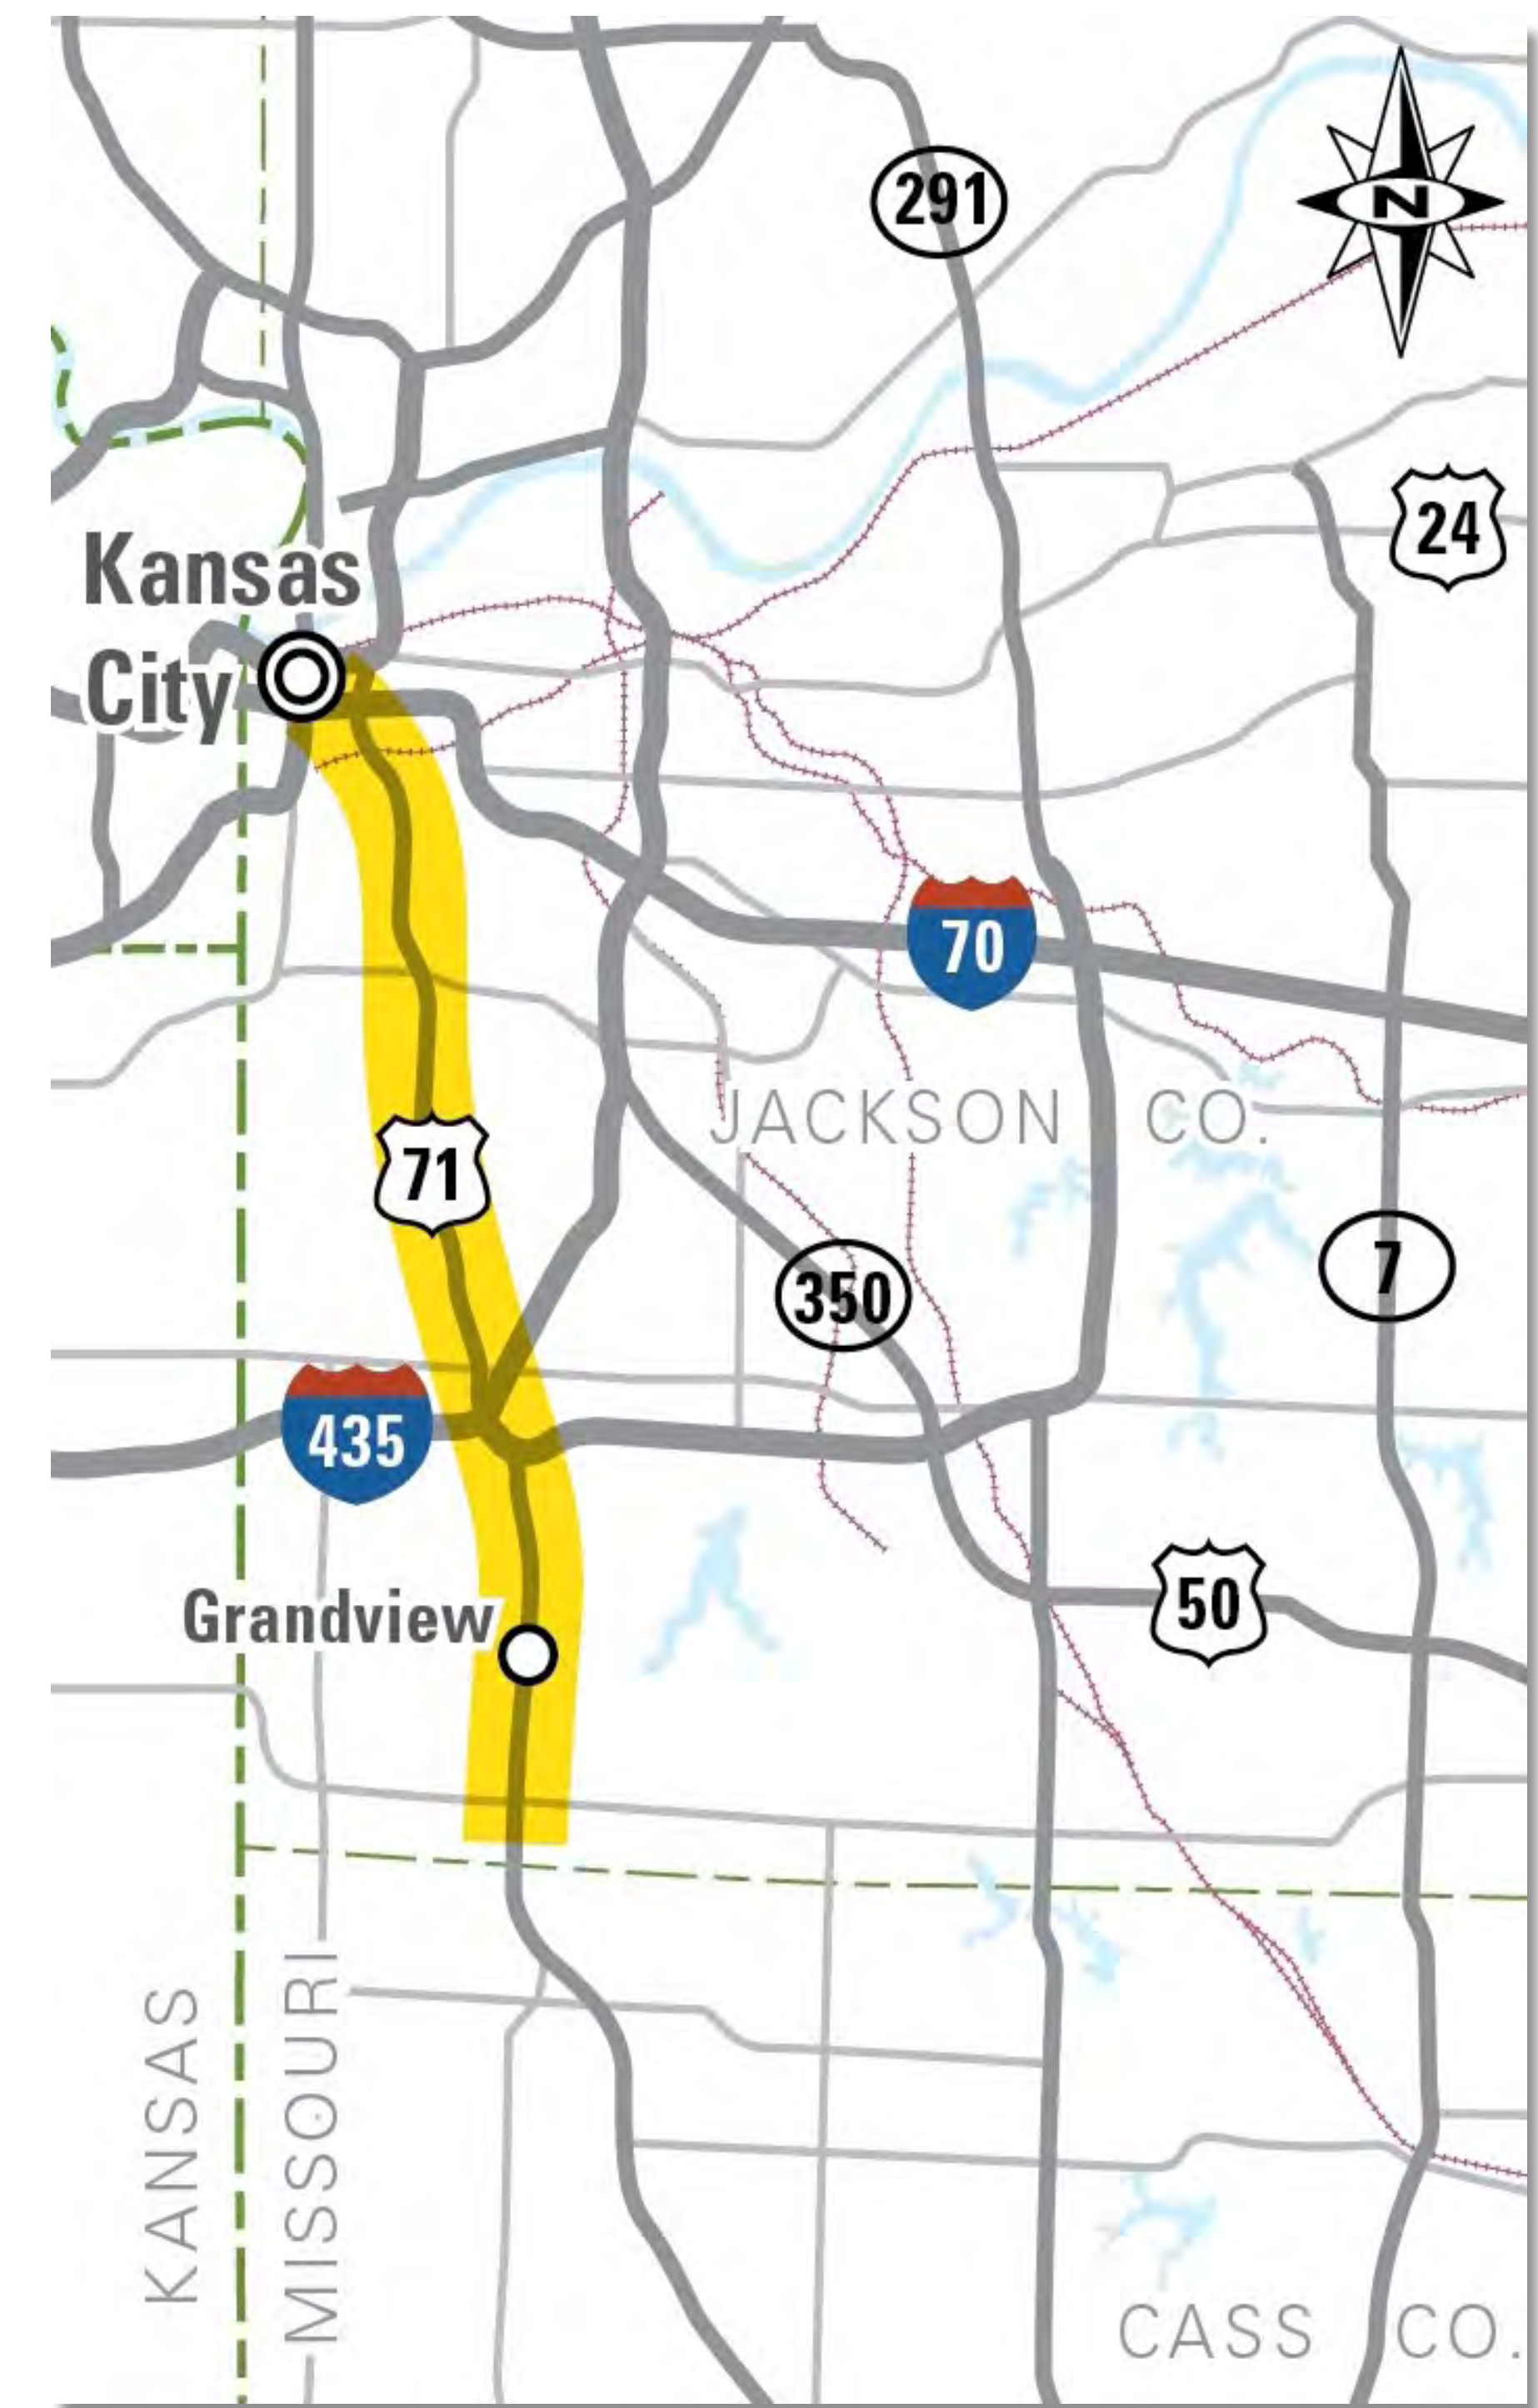 291
N
24
Kansas
City
70
JACKSON CO.
71
7
350
435
50
Grandview
KANSAS
MISSOURI
CASS CO.